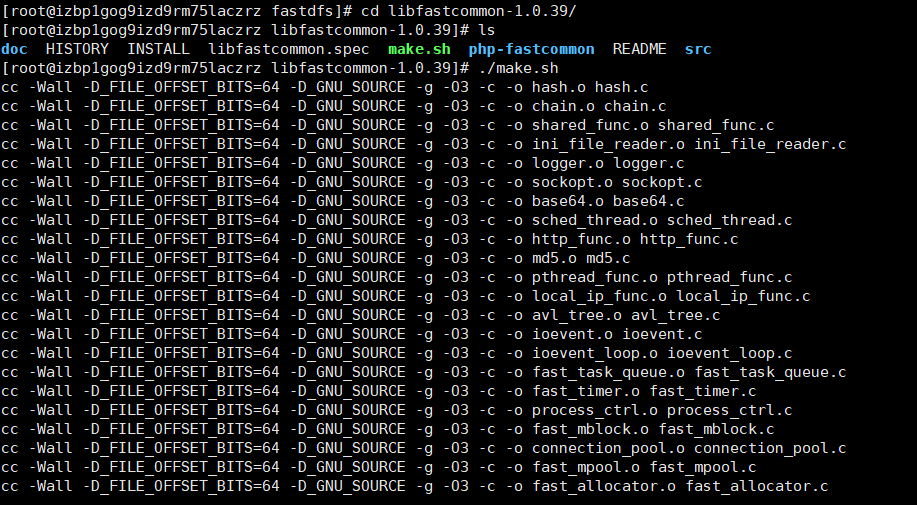 [root@izbp1gog9izd9rm75laczrz fastdfs]# cd libfastcommon-1.0.39/
[root@izbp1gog9izd9rm75laczrz libfastcommon-1.0.39]# ls
doc HISTORY INSTALL libfastcommon.spec make.sh php-fastcommon README src
[root@izbp1gog9izd9rm75laczrz libfastcommon-1.0.39]# ./make.sh
cc -Wall -D_FILE_OFFSET_BITS=64 -D_GNU_SOURCE -g -O3 -c -o hash.o hash.c
cc -Wall -D_FILE_OFFSET_BITS=64 -D_GNU_SOURCE -g -O3 -c -o chain.o chain.c
cc -Wall -D_FILE_OFFSET_BITS=64 -D_GNU_SOURCE -g -O3 -c -o shared_func.o shared_func.c
cc -Wall -D_FILE_OFFSET_BITS=64 -D_GNU_SOURCE -g -O3 -c -o ini_file_reader.o ini_file_reader.c
cc -Wall -D_FILE_OFFSET_BITS=64 -D_GNU_SOURCE -g -O3 -c -o logger.o logger.c
cc -Wall -D_FILE_OFFSET_BITS=64 -D_GNU_SOURCE -g -O3 -c -o sockopt.o sockopt.c
cc -Wall -D_FILE_OFFSET_BITS=64 -D_GNU_SOURCE -g -O3 -c -o base64.o base64.c
cc -Wall -D_FILE_OFFSET_BITS=64 -D_GNU_SOURCE -g -O3 -c -o sched_thread.o sched_thread.c
cc -Wall -D_FILE_OFFSET_BITS=64 -D_GNU_SOURCE -g -O3 -c -o http_func.o http_func.c
cc -Wall -D_FILE_OFFSET_BITS=64 -D_GNU_SOURCE -g -O3 -c -o md5.o md5.c
cc -Wall -D_FILE_OFFSET_BITS=64 -D_GNU_SOURCE -g -O3 -c -o pthread_func.o pthread_func.c
cc -Wall -D_FILE_OFFSET_BITS=64 -D_GNU_SOURCE -g -O3 -c -o local_ip_func.o local_ip_func.c
cc -Wall -D_FILE_OFFSET_BITS=64 -D_GNU_SOURCE -g -O3 -c -o avl_tree.o avl_tree.c
cc -Wall -D_FILE_OFFSET_BITS=64 -D_GNU_SOURCE -g -O3 -c -o ioevent.o ioevent.c
cc -Wall -D_FILE_OFFSET_BITS=64 -D_GNU_SOURCE -g -O3 -c -o ioevent_loop.o ioevent_loop.c
cc -Wall -D_FILE_OFFSET_BITS=64 -D_GNU_SOURCE -g -O3 -c -o fast_task_queue.o fast_task_queue.c
cc -Wall -D_FILE_OFFSET_BITS=64 -D_GNU_SOURCE -g -O3 -c -o fast_timer.o fast_timer.c
cc -Wall -D_FILE_OFFSET_BITS=64 -D_GNU_SOURCE -g -O3 -c -o process_ctrl.o process_ctrl.c
cc -Wall -D_FILE_OFFSET_BITS=64 -D_GNU_SOURCE -g -O3 -c -o fast_mblock.o fast_mblock.c
cc -Wall -D_FILE_OFFSET_BITS=64 -D_GNU_SOURCE -g -O3 -c -o connection_pool.o connection_pool.c
cc -Wall -D_FILE_OFFSET_BITS=64 -D_GNU_SOURCE -g -O3 -c -o fast_mpool.o fast_mpool.c
cc -Wall -D_FILE_OFFSET_BITS=64 -D_GNU_SOURCE -g -O3 -c -o fast_allocator.o fast_allocator.c